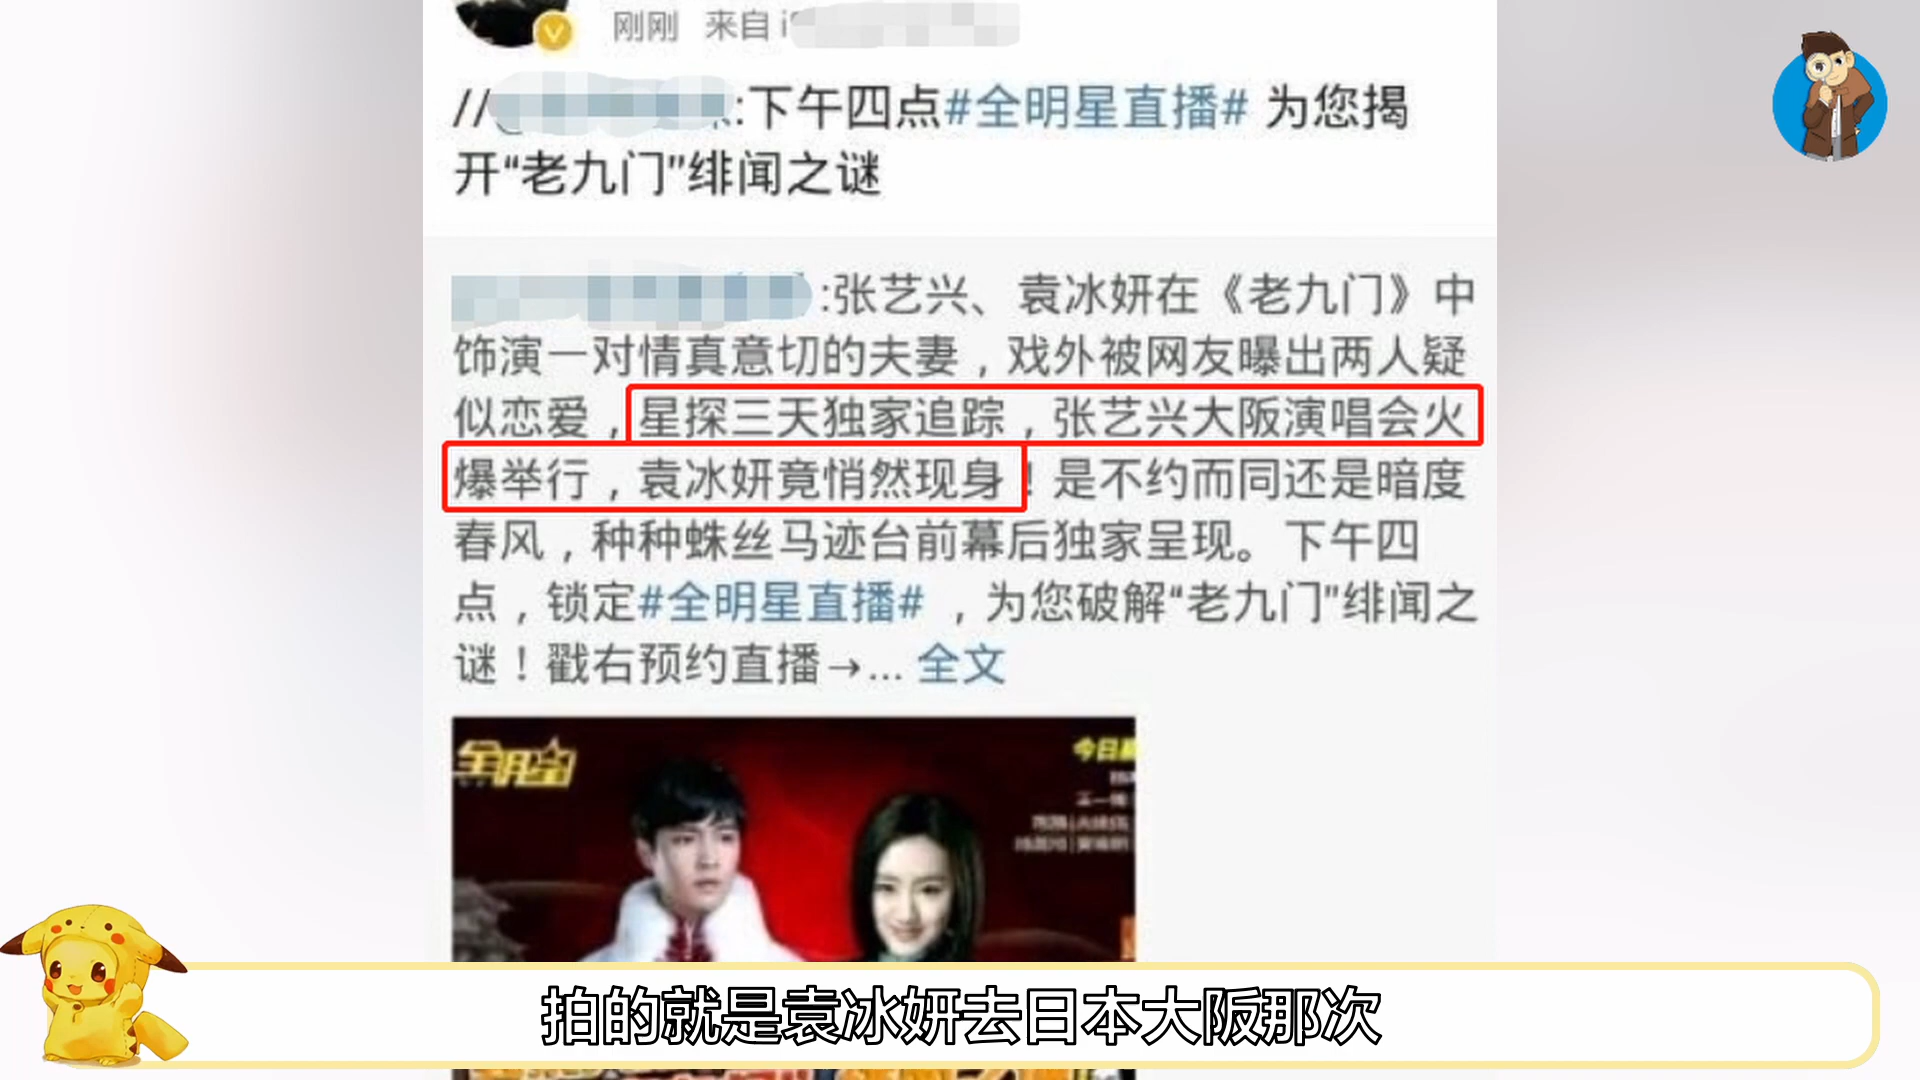 刚刚 来自 i
//
:下午四点#全明星直播# 为您揭
开“老九门”绯闻之谜
:张艺兴、袁冰妍在《老九门》中
饰演一对情真意切的夫妻，戏外被网友曝出两人疑
似恋爱，星探三天独家追踪，张艺兴大阪演唱会火
爆举行，袁冰妍竟悄然现身！是不约而同还是暗度
春风，种种蛛丝马迹台前幕后独家呈现。下午四
点，锁定#全明星直播# ，为您破解“老九门”绯闻之
谜！戳右预约直播→... 全文
全明星
今日
拍的就是袁冰妍去日本大阪那次